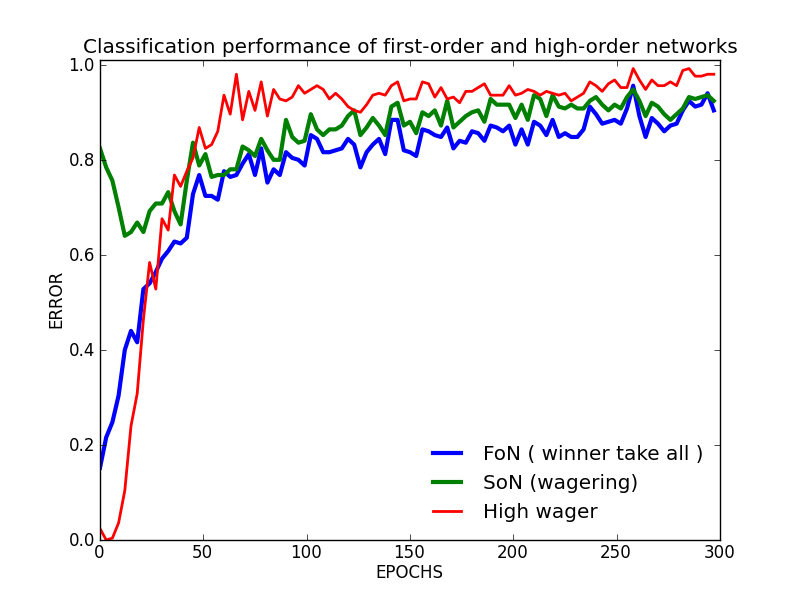 Classification performance of first-order and high-order networks
1.0
0.8
0.6
0.4
0.2
0.0
ERROR
0 50 100 150 200 250 300
EPOCHS
FoN ( winner take all )
SoN (wagering)
High wager